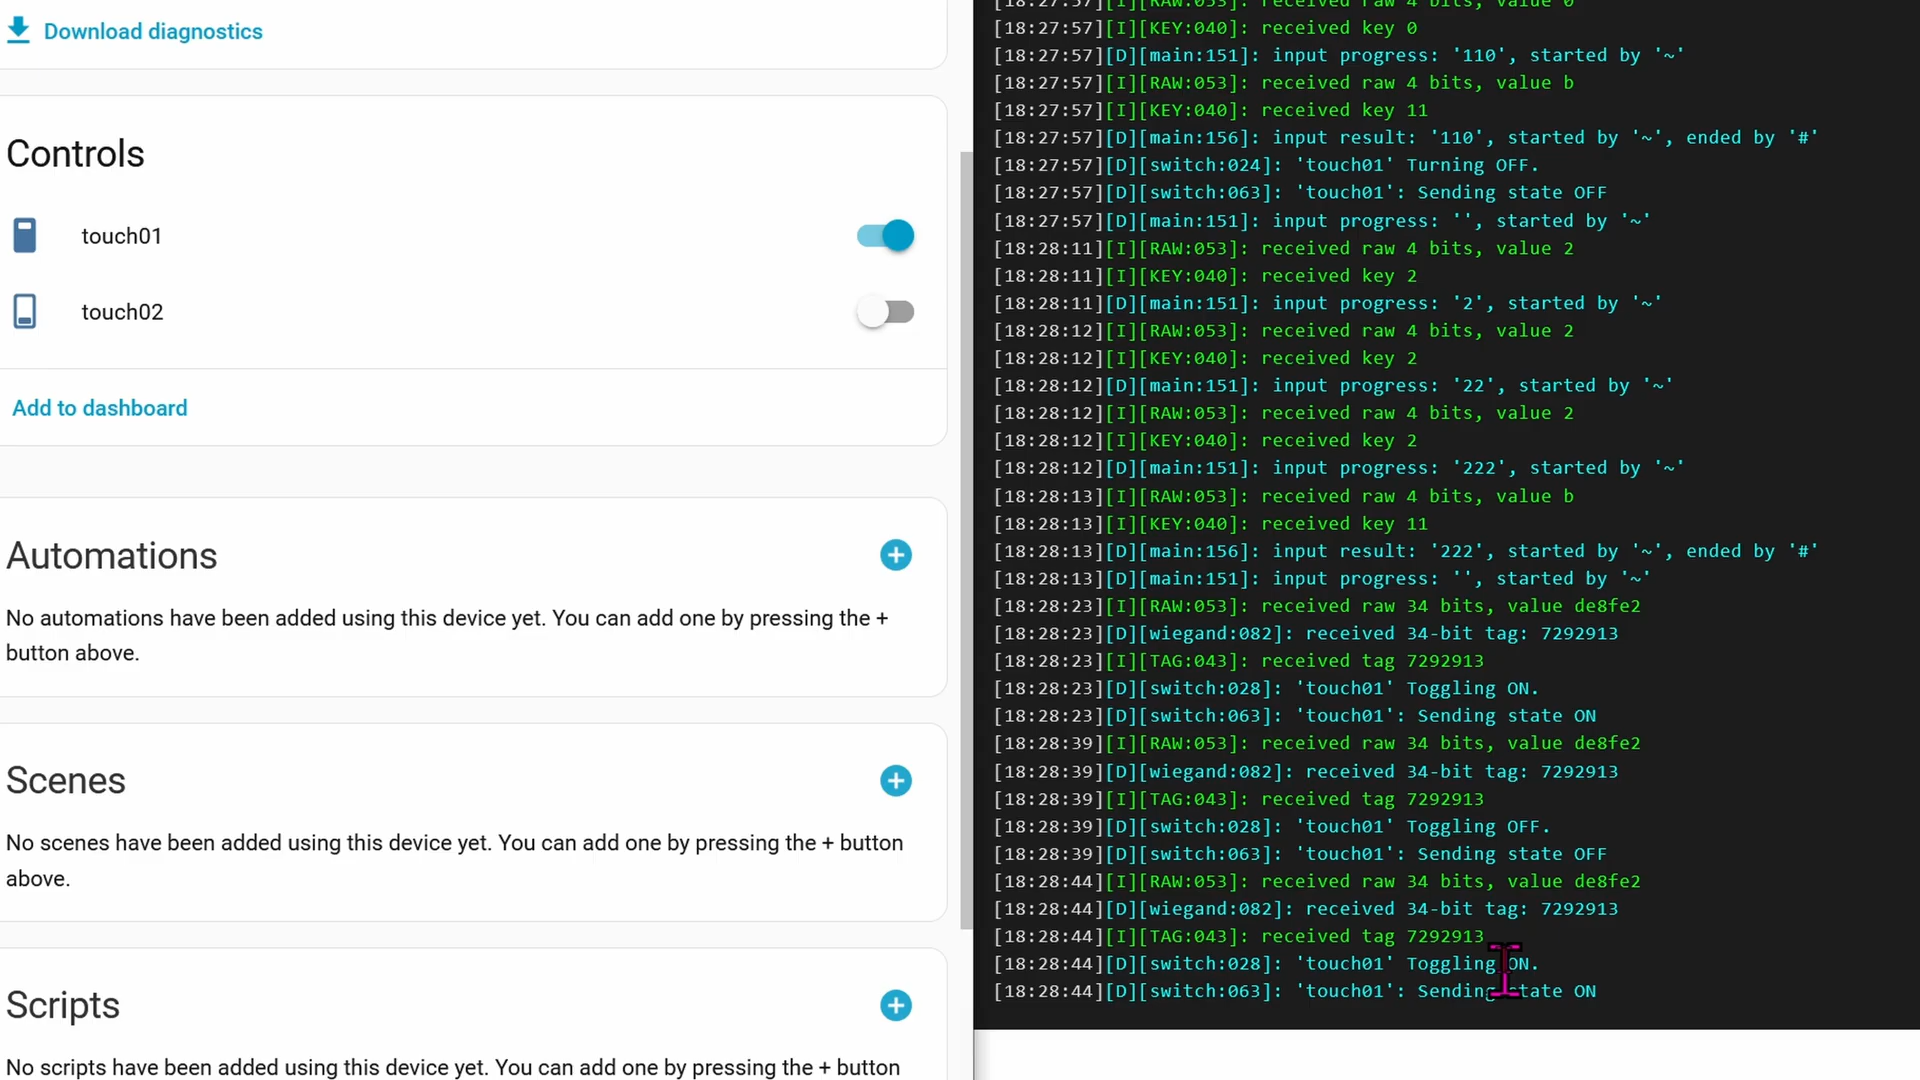 Download diagnostics
Controls
touch01
touch02
Add to dashboard
Automations
No automations have been added using this device yet. You can add one by pressing the +
button above.
Scenes
No scenes have been added using this device yet. You can add one by pressing the + button
above.
Scripts
No scripts have been added using this device yet. You can add one by pressing the + button
[18:27:57][I][RAW:053]: received raw 4 bits, value 0
[18:27:57][I][KEY:040]: received key 0
[18:27:57][D][main:151]: input progress: '110', started by '~'
[18:27:57][I][RAW:053]: received raw 4 bits, value b
[18:27:57][I][KEY:040]: received key 11
[18:27:57][D][main:156]: input result: '110', started by '~', ended by '#'
[18:27:57][D][switch:024]: 'touch01' Turning OFF.
[18:27:57][D][switch:063]: 'touch01': Sending state OFF
[18:27:57][D][main:151]: input progress: '', started by '~'
[18:28:11][I][RAW:053]: received raw 4 bits, value 2
[18:28:11][I][KEY:040]: received key 2
[18:28:11][D][main:151]: input progress: '2', started by '~'
[18:28:12][I][RAW:053]: received raw 4 bits, value 2
[18:28:12][I][KEY:040]: received key 2
[18:28:12][D][main:151]: input progress: '22', started by '~'
[18:28:12][I][RAW:053]: received raw 4 bits, value 2
[18:28:12][I][KEY:040]: received key 2
[18:28:12][D][main:151]: input progress: '222', started by '~'
[18:28:13][I][RAW:053]: received raw 4 bits, value b
[18:28:13][I][KEY:040]: received key 11
[18:28:13][D][main:156]: input result: '222', started by '~', ended by '#'
[18:28:13][D][main:151]: input progress: '', started by '~'
[18:28:23][I][RAW:053]: received raw 34 bits, value de8fe2
[18:28:23][D][wiegand:082]: received 34-bit tag: 7292913
[18:28:23][I][TAG:043]: received tag 7292913
[18:28:23][D][switch:028]: 'touch01' Toggling ON.
[18:28:23][D][switch:063]: 'touch01': Sending state ON
[18:28:39][I][RAW:053]: received raw 34 bits, value de8fe2
[18:28:39][D][wiegand:082]: received 34-bit tag: 7292913
[18:28:39][I][TAG:043]: received tag 7292913
[18:28:39][D][switch:028]: 'touch01' Toggling OFF.
[18:28:39][D][switch:063]: 'touch01': Sending state OFF
[18:28:44][I][RAW:053]: received raw 34 bits, value de8fe2
[18:28:44][D][wiegand:082]: received 34-bit tag: 7292913
[18:28:44][I][TAG:043]: received tag 7292913
[18:28:44][D][switch:028]: 'touch01' Toggling ON.
[18:28:44][D][switch:063]: 'touch01': Sending state ON